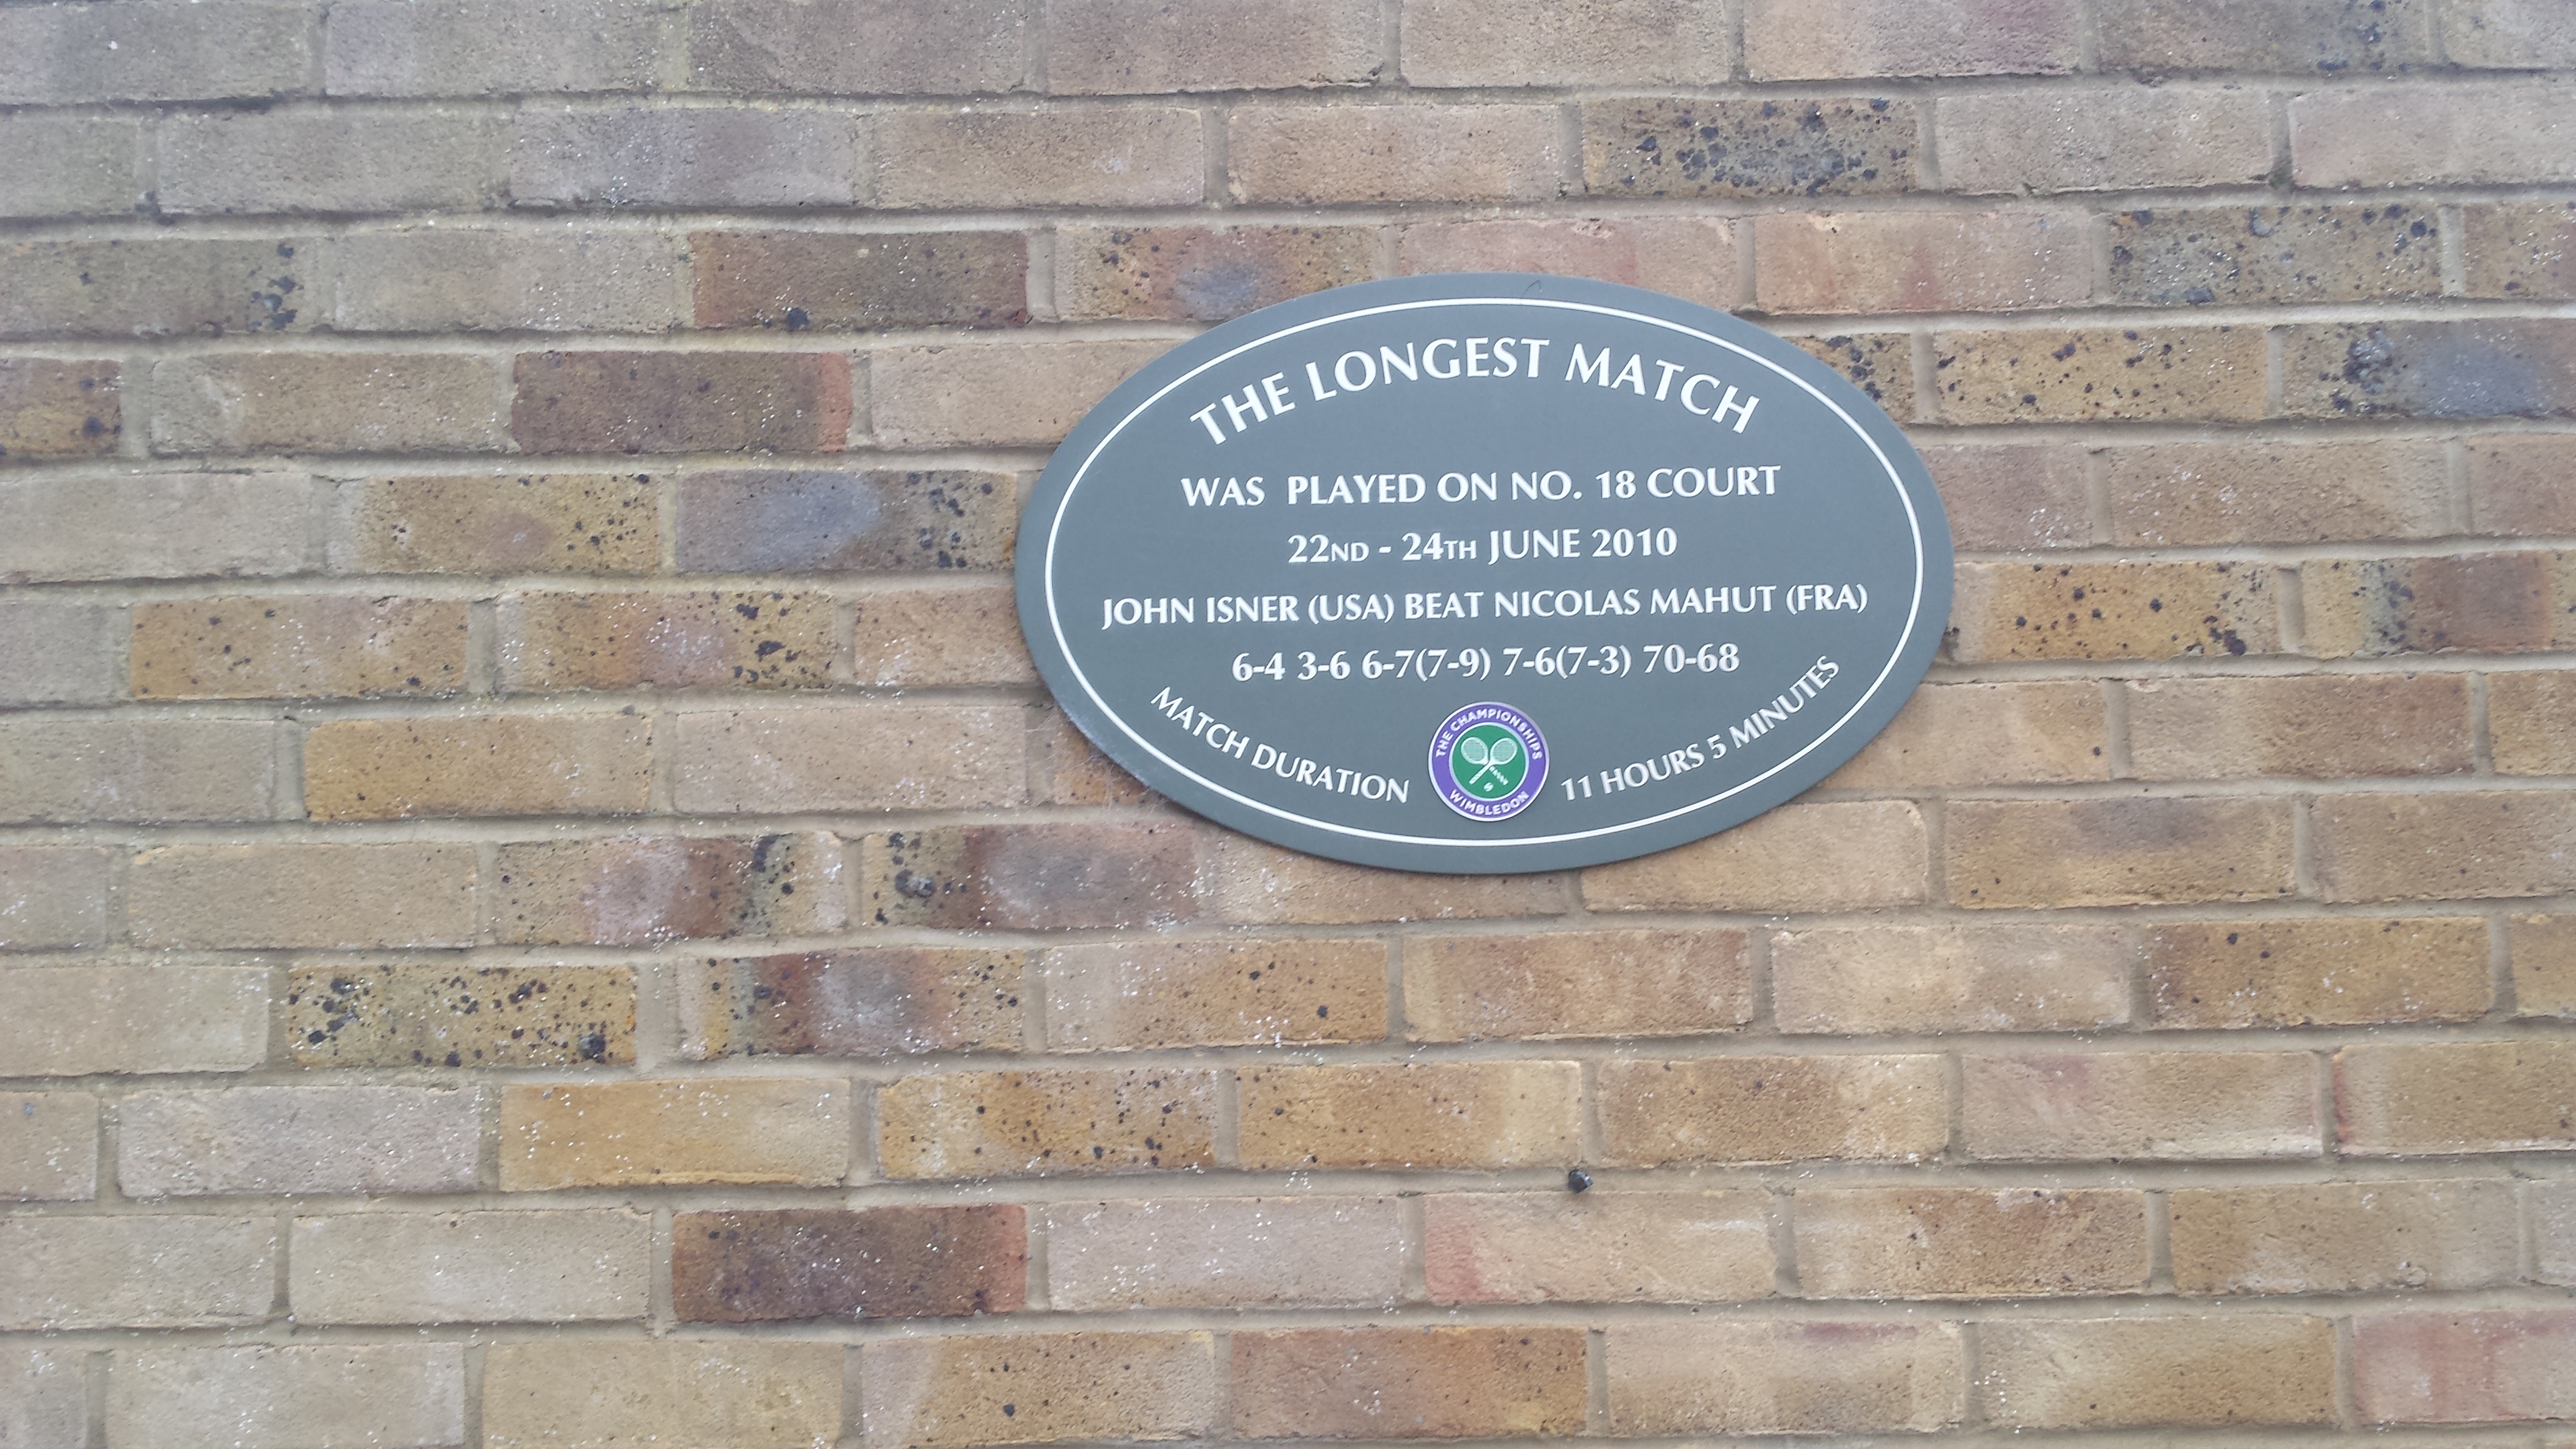 THE LONGEST MATCH
WAS PLAYED ON NO. 18 COURT
22ND - 24TH JUNE 2010
JOHN ISNER (USA) BEAT NICOLAS MAHUT (FRA)
6-4 3-6 6-7(7-9) 7-6(7-3) 70-68
MATCH DURATION 11 HOURS 5 MINUTES
THE CHAMPIONSHIPS
WIMBLEDON